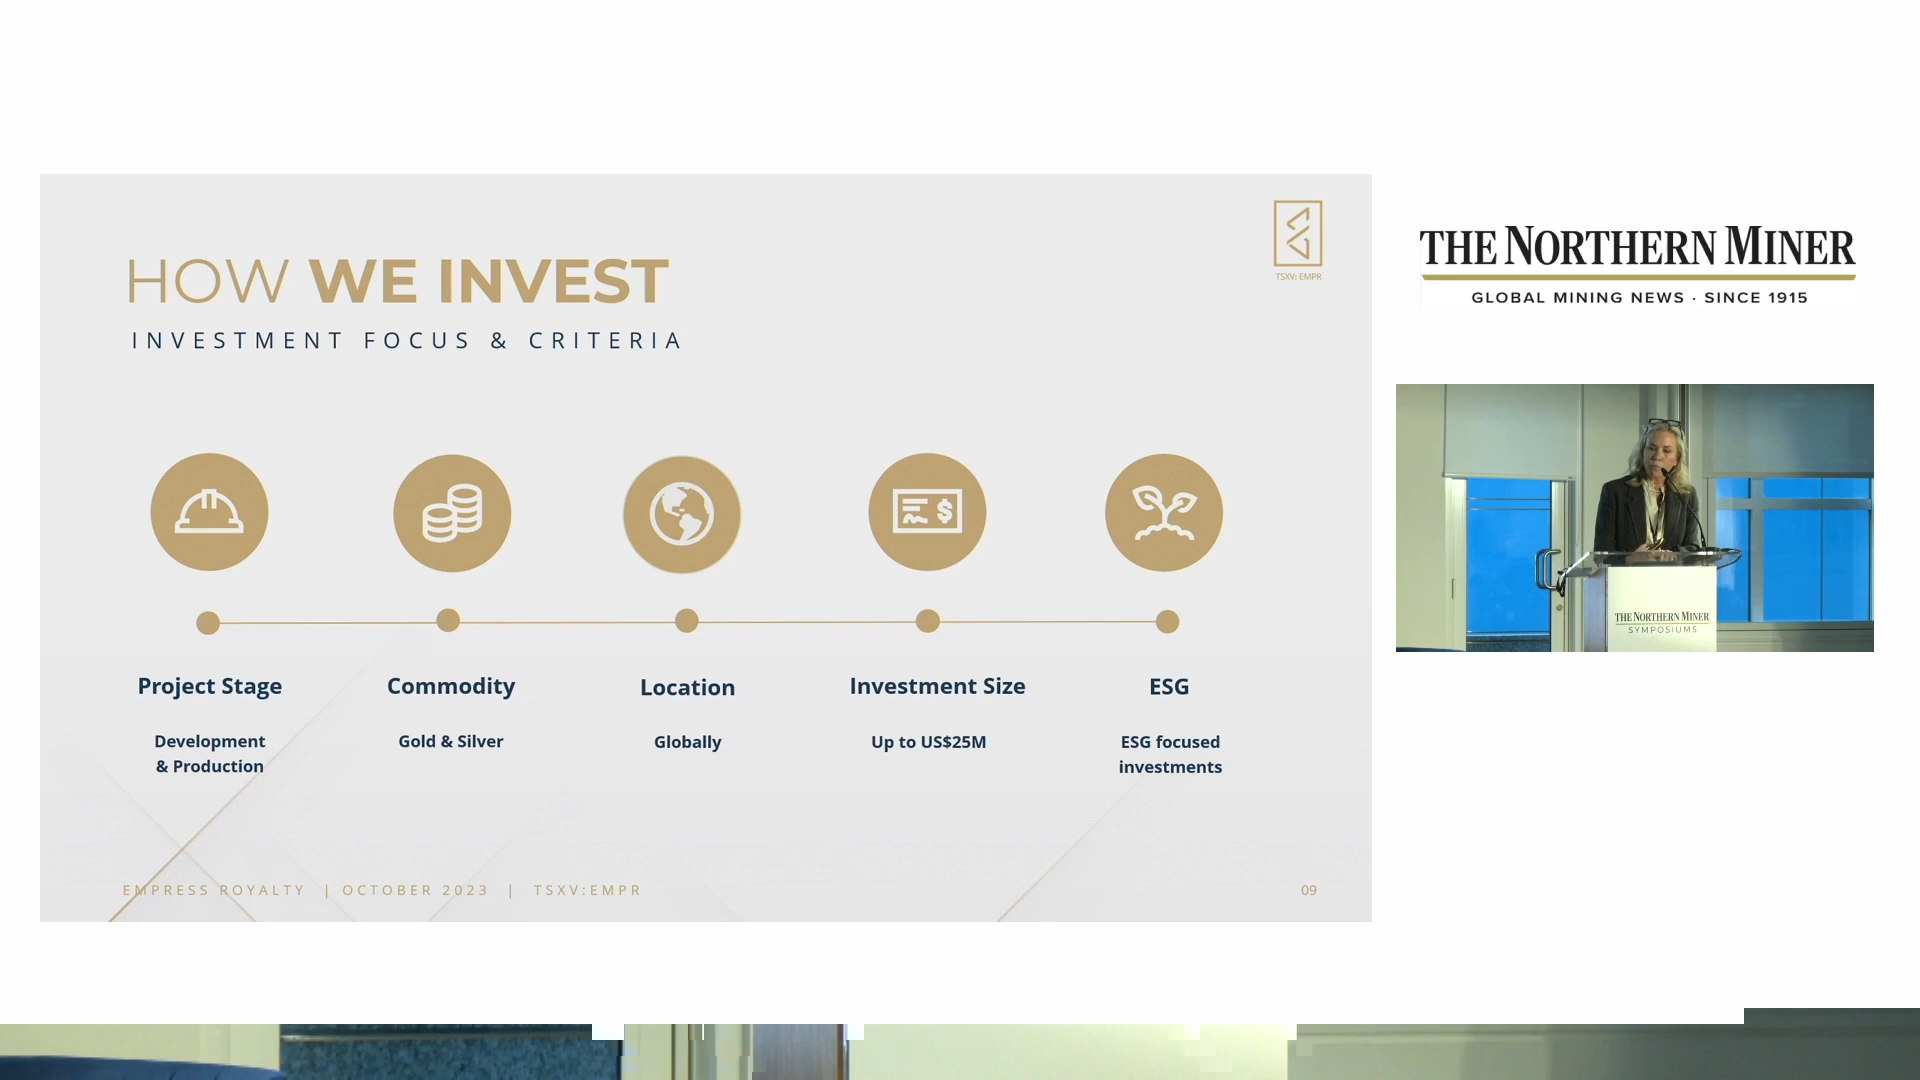 TSXV: EMPR
HOW WE INVEST
INVESTMENT FOCUS & CRITERIA
$
Project Stage
Commodity
Location
Investment Size
ESG
Development
& Production
Gold & Silver
Globally
Up to US$25M
ESG focused
investments
EMPRESS ROYALTY | OCTOBER 2023 | TSXV:EMPR
09
THE NORTHERN MINER
GLOBAL MINING NEWS · SINCE 1915
THE NORTHERN MINER
SYMPOSIUMS